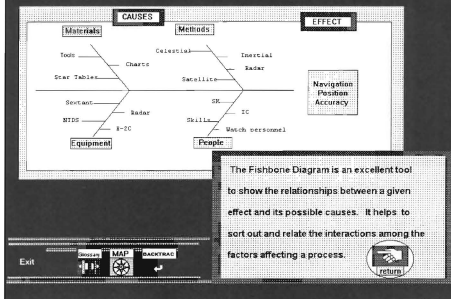 CAUSES
EFFECT
Materials
Methods
Tools
Charts
Star Tables
Celestial
Inertial
Radar
Satellite
Navigation
Position
Accuracy
Sextant
Radar
NTDS
SM
IC
Skills
Watch personnel
Equipment
People
The Fishbone Diagram is an excellent tool
to show the relationships between a given
effect and its possible causes. It helps to
sort out and relate the interactions among the
factors affecting a process.
return
Exit
Glossary
MAP
BACKTRAC